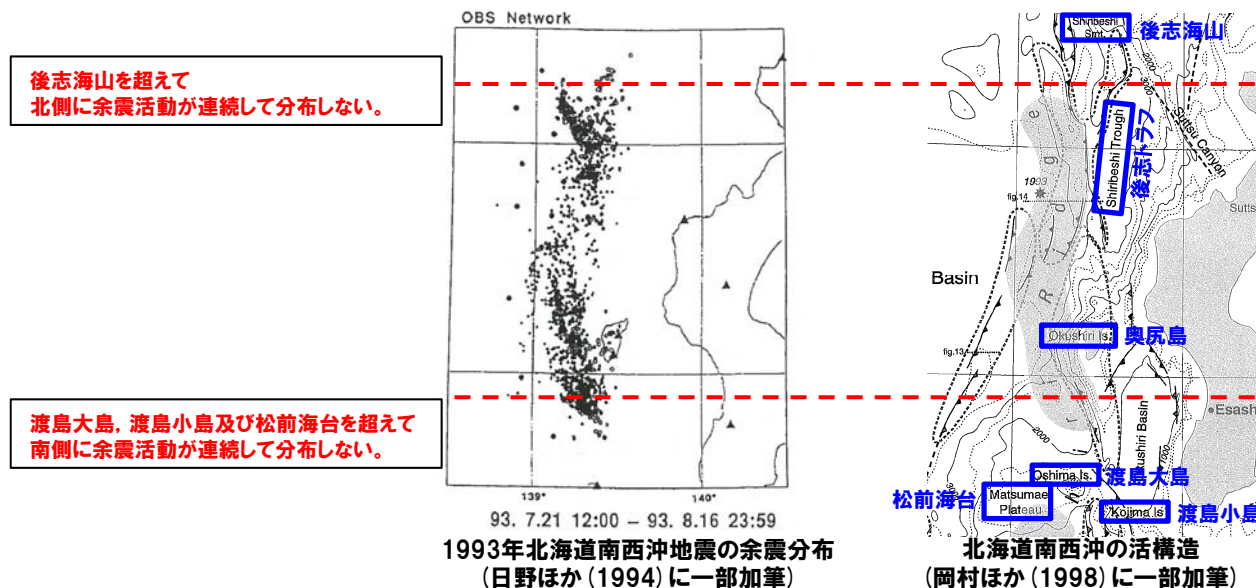 OBS Network
後志海山を超えて
北側に余震活動が連続して分布しない。
渡島大島，渡島小島及び松前海台を超えて
南側に余震活動が連続して分布しない。
139°
140°
93. 7.21 12:00 — 93. 8.16 23:59
1993年北海道南西沖地震の余震分布
（日野ほか（1994）に一部加筆）
Shiribeshi
Smt.
後志海山
2000
3000
Suttsu Canyon
Shiribeshi Trough
後志トラフ
1993
fig.14
Suttsu
Basin
Ridge
Okushiri Is.
奥尻島
fig.13
Esash
Okushiri Basin
2000
1000
Oshima Is.
渡島大島
松前海台
Matsumae
Plateau
Kojima Is
渡島小島
北海道南西沖の活構造
（岡村ほか（1998）に一部加筆）